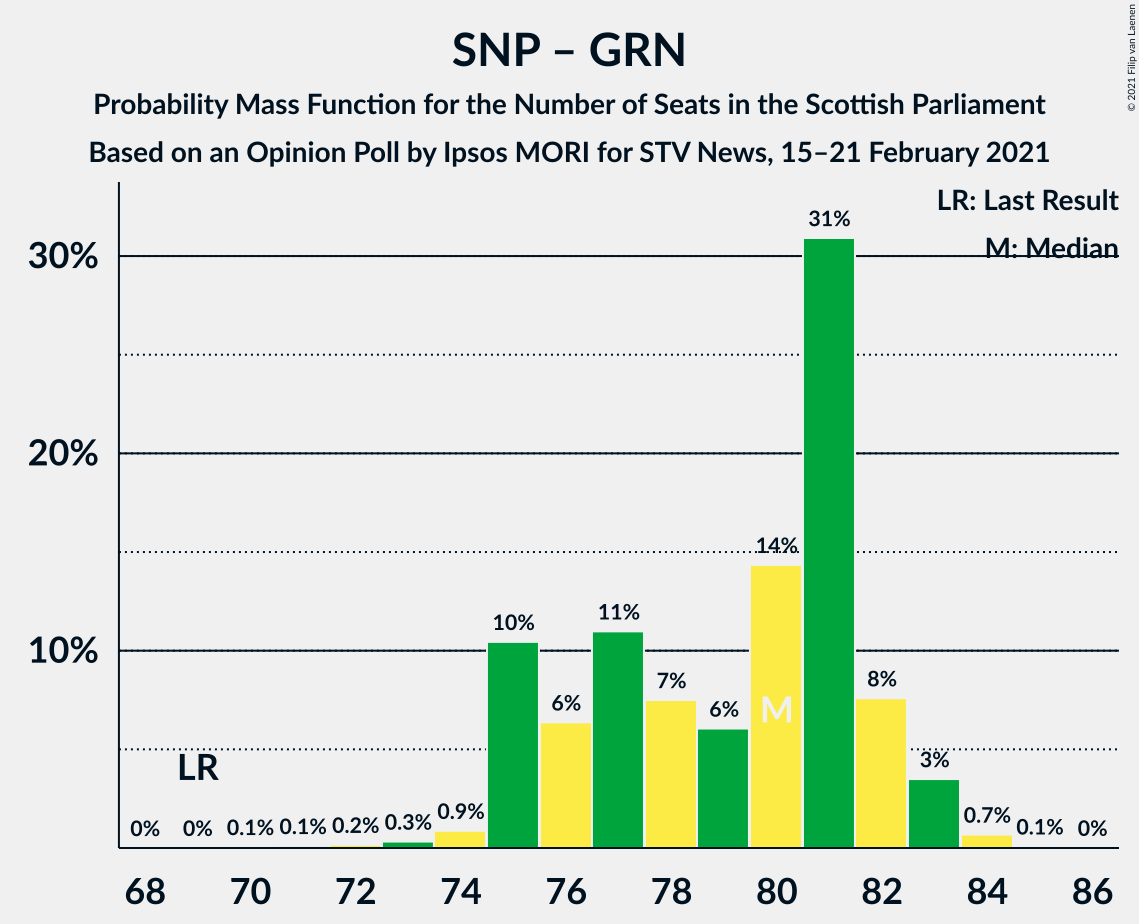 SNP – GRN
Probability Mass Function for the Number of Seats in the Scottish Parliament
Based on an Opinion Poll by Ipsos MORI for STV News, 15–21 February 2021
© 2021 Filip van Laenen
LR: Last Result
M: Median
30%
20%
10%
0%
0%
0.1%
0.1%
0.2%
0.3%
0.9%
10%
6%
11%
7%
6%
14%
31%
8%
3%
0.7%
0.1%
0%
LR
M
68 70 72 74 76 78 80 82 84 86